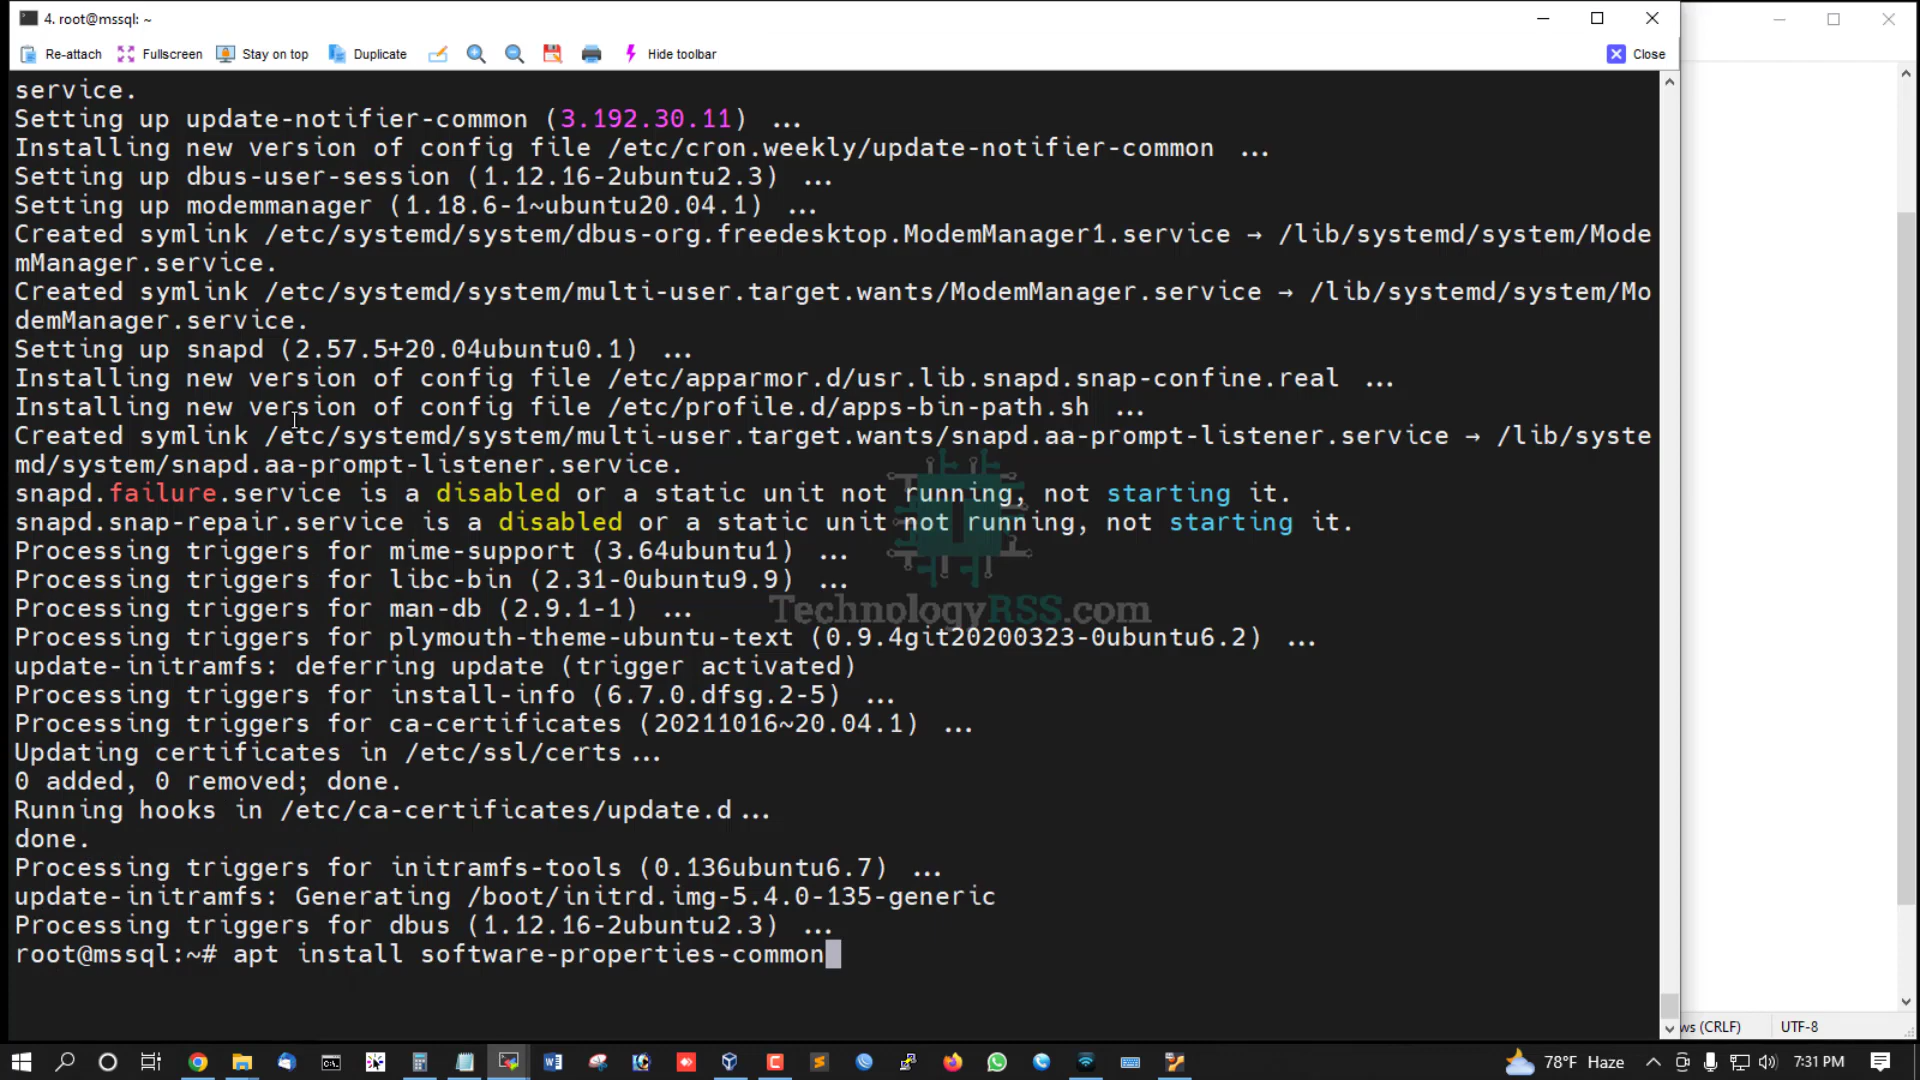 4. root@mssql: ~
Re-attach
Fullscreen
Stay on top
Duplicate
Hide toolbar
Close
service.
Setting up update-notifier-common (3.192.30.11) ...
Installing new version of config file /etc/cron.weekly/update-notifier-common ...
Setting up dbus-user-session (1.12.16-2ubuntu2.3) ...
Setting up modemmanager (1.18.6-1~ubuntu20.04.1) ...
Created symlink /etc/systemd/system/dbus-org.freedesktop.ModemManager1.service → /lib/systemd/system/Mode
mManager.service.
Created symlink /etc/systemd/system/multi-user.target.wants/ModemManager.service → /lib/systemd/system/Mo
demManager.service.
Setting up snapd (2.57.5+20.04ubuntu0.1) ...
Installing new version of config file /etc/apparmor.d/usr.lib.snapd.snap-confine.real ...
Installing new version of config file /etc/profile.d/apps-bin-path.sh ...
Created symlink /etc/systemd/system/multi-user.target.wants/snapd.aa-prompt-listener.service → /lib/syste
md/system/snapd.aa-prompt-listener.service.
snapd.failure.service is a disabled or a static unit not running, not starting it.
snapd.snap-repair.service is a disabled or a static unit not running, not starting it.
Processing triggers for mime-support (3.64ubuntu1) ...
Processing triggers for libc-bin (2.31-0ubuntu9.9) ...
Processing triggers for man-db (2.9.1-1) ...
TechnologyRSS.com
Processing triggers for plymouth-theme-ubuntu-text (0.9.4git20200323-0ubuntu6.2) ...
update-initramfs: deferring update (trigger activated)
Processing triggers for install-info (6.7.0.dfsg.2-5) ...
Processing triggers for ca-certificates (20211016~20.04.1) ...
Updating certificates in /etc/ssl/certs...
0 added, 0 removed; done.
Running hooks in /etc/ca-certificates/update.d...
done.
Processing triggers for initramfs-tools (0.136ubuntu6.7) ...
update-initramfs: Generating /boot/initrd.img-5.4.0-135-generic
Processing triggers for dbus (1.12.16-2ubuntu2.3) ...
root@mssql:~# apt install software-properties-common
ws (CRLF)
UTF-8
78°F Haze
7:31 PM